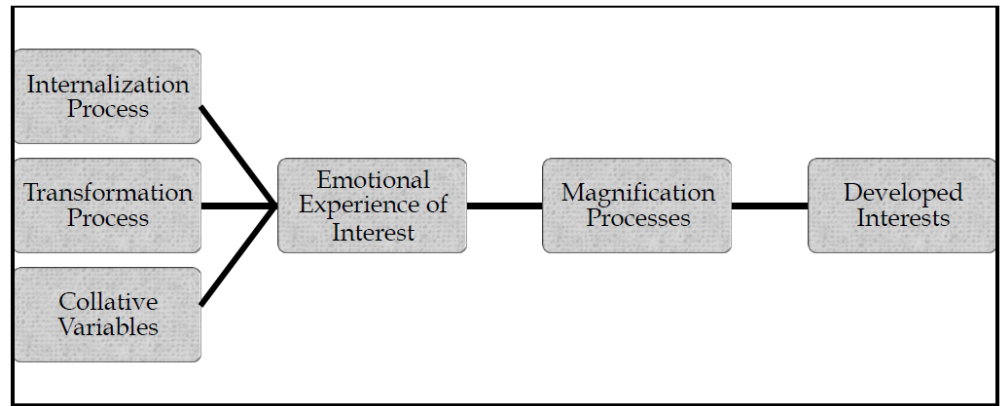 Internalization
Process
Transformation
Process
Collative
Variables
Emotional
Experience of
Interest
Magnification
Processes
Developed
Interests